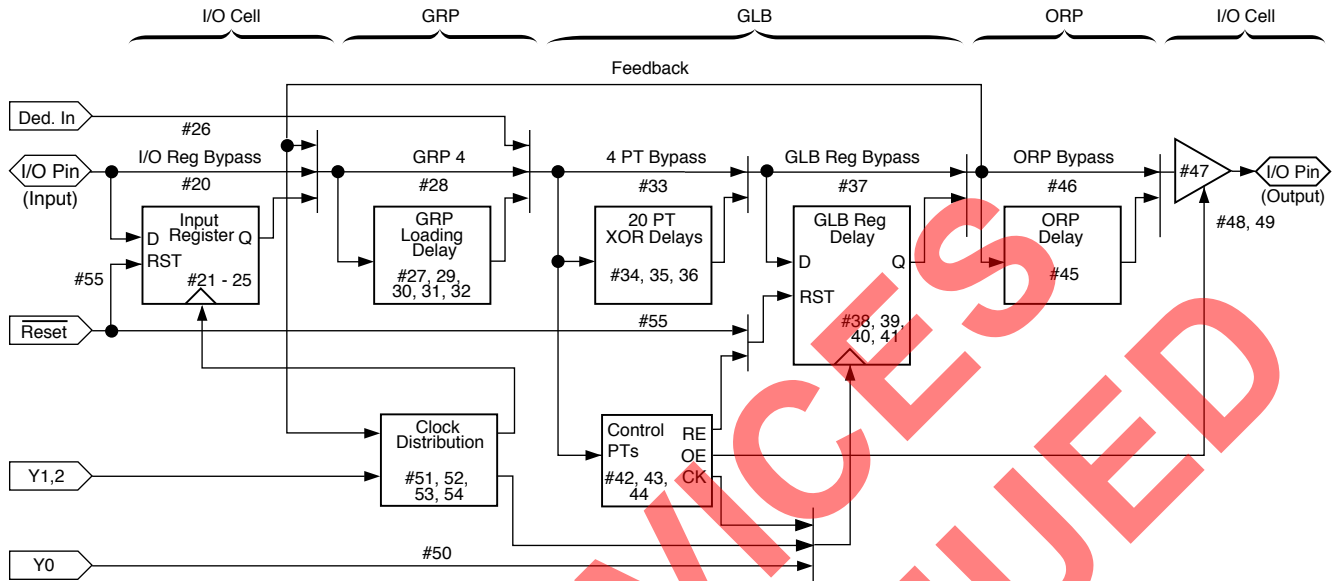 I/O Cell
GRP
GLB
ORP
I/O Cell
Feedback
Ded. In
#26
I/O Pin
(Input)
I/O Reg Bypass
#20
GRP 4
#28
4 PT Bypass
#33
GLB Reg Bypass
#37
ORP Bypass
#46
#47
I/O Pin
(Output)
#48, 49
Input
Register
D
Q
RST
#21 - 25
#55
GRP
Loading
Delay
#27, 29,
30, 31, 32
20 PT
XOR Delays
#34, 35, 36
GLB Reg
Delay
D
Q
RST
#38, 39,
40, 41
ORP
Delay
#45
Reset
#55
Clock
Distribution
#51, 52,
53, 54
Control
PTs
RE
OE
CK
#42, 43,
44
Y1,2
Y0
#50
VICES
UED